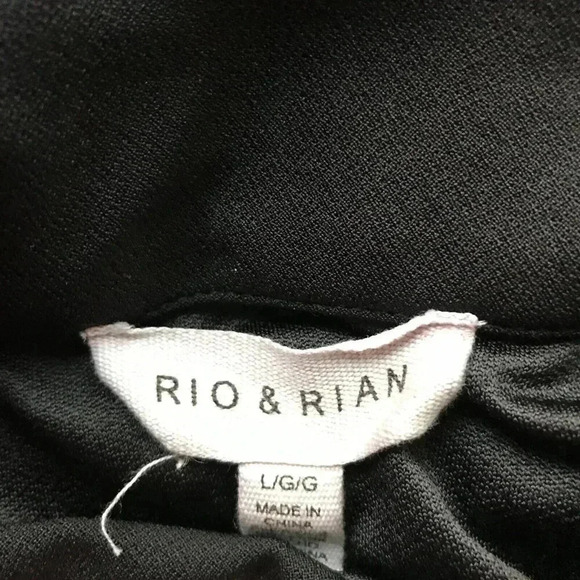 RIO & RIAN
L/G/G
MADE IN
CHINA